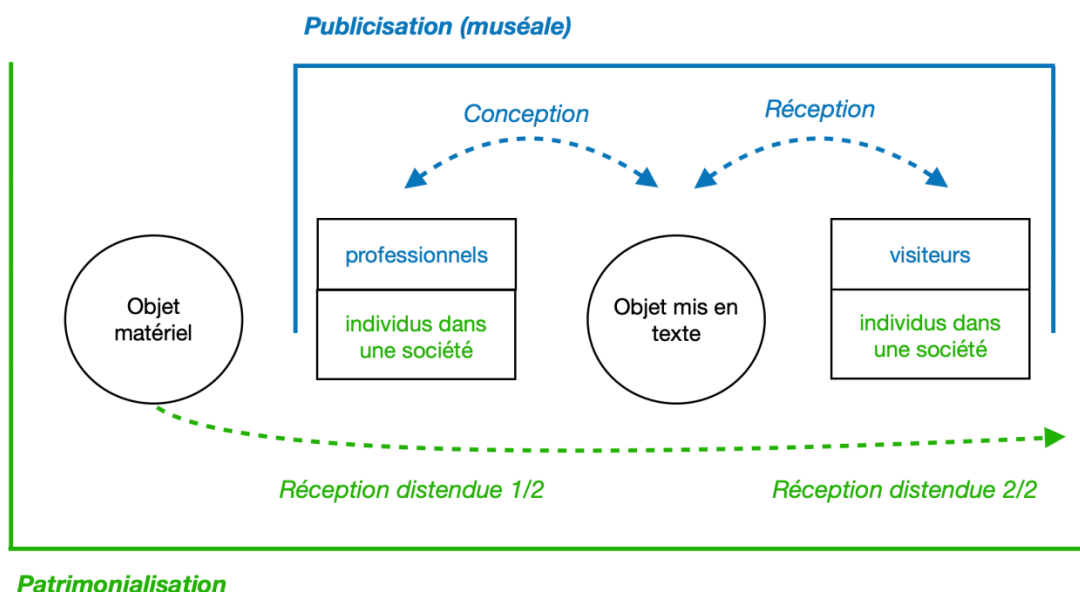 Publicisation (muséale)
Conception
Réception
Objet
matériel
professionnels
individus dans
une société
Objet mis en
texte
visiteurs
individus dans
une société
Réception distendue 1/2
Réception distendue 2/2
Patrimonialisation